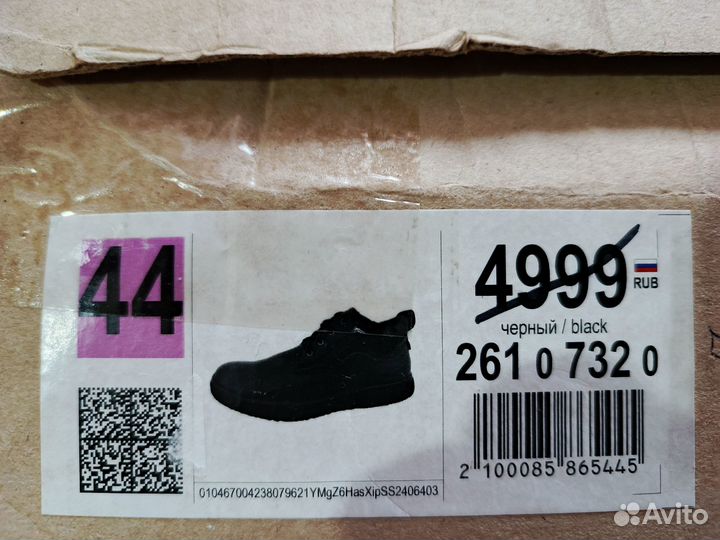 44
4999
RUB
черный / black
261 0 732 0
2 100085 865445
010467004238079621YMgZ6HasXipSS2406403
Avito